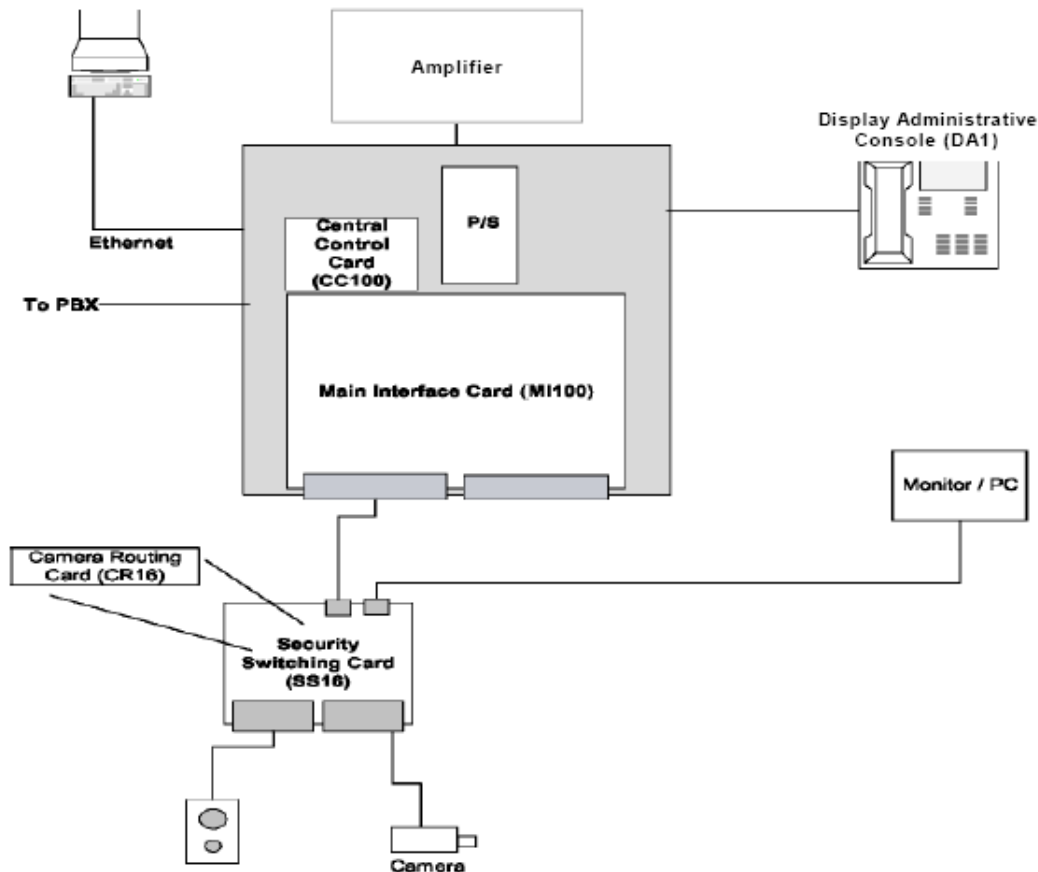 Amplifier
Display Administrative
Console (DA1)
P/S
Central
Control
Card
(CC100)
Ethernet
To PBX
Main Interface Card (MI100)
Monitor / PC
Camera Routing
Card (CR16)
Security
Switching Card
(SS16)
Camera